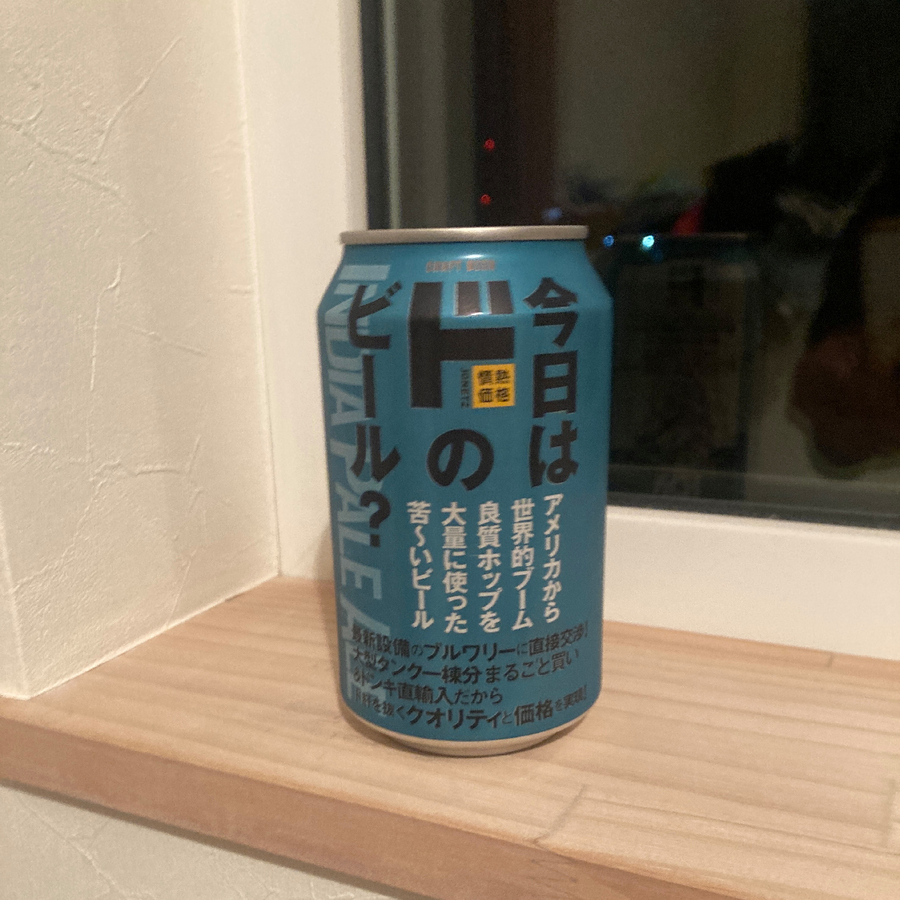 CRAFT BEER
今日は
ド
情熱
価格
JONETZ
の
ビール?
INDIA PALE A
アメリカから
世界的ブーム
良質ホップを
大量に使った
苦〜いビール
最新設備のブルワリーに直接交渉!
大型タンク一棟分まるごと買い
&ドンキ直輸入だから
群を抜くクオリティと価格を実現!